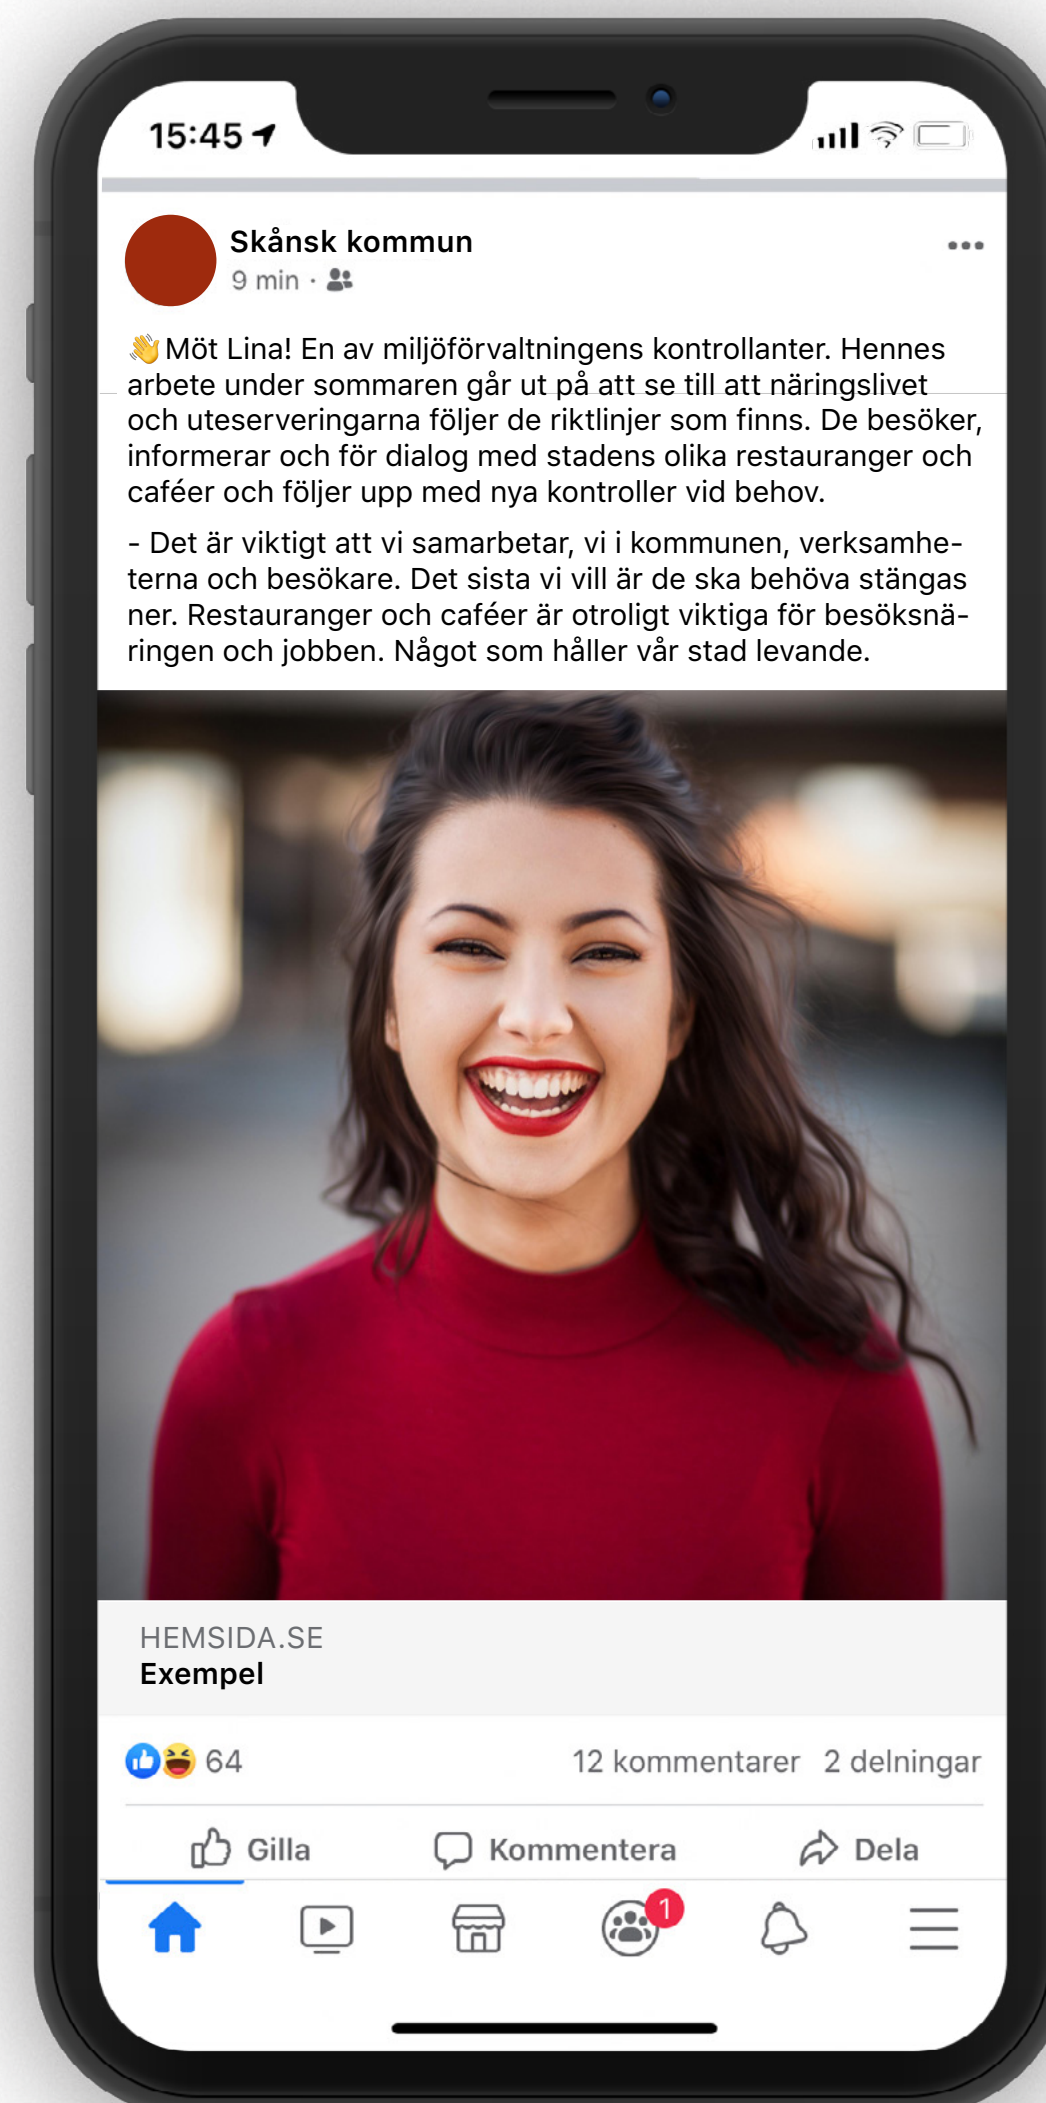 15:45
Skånsk kommun
9 min ·
👋 Möt Lina! En av miljöförvaltningens kontrollanter. Hennes
arbete under sommaren går ut på att se till att näringslivet
och uteserveringarna följer de riktlinjer som finns. De besöker,
informerar och för dialog med stadens olika restauranger och
caféer och följer upp med nya kontroller vid behov.
- Det är viktigt att vi samarbetar, vi i kommunen, verksamhe-
terna och besökare. Det sista vi vill är de ska behöva stängas
ner. Restauranger och caféer är otroligt viktiga för besöksnä-
ringen och jobben. Något som håller vår stad levande.
HEMSIDA.SE
Exempel
64 12 kommentarer 2 delningar
Gilla Kommentera Dela
1